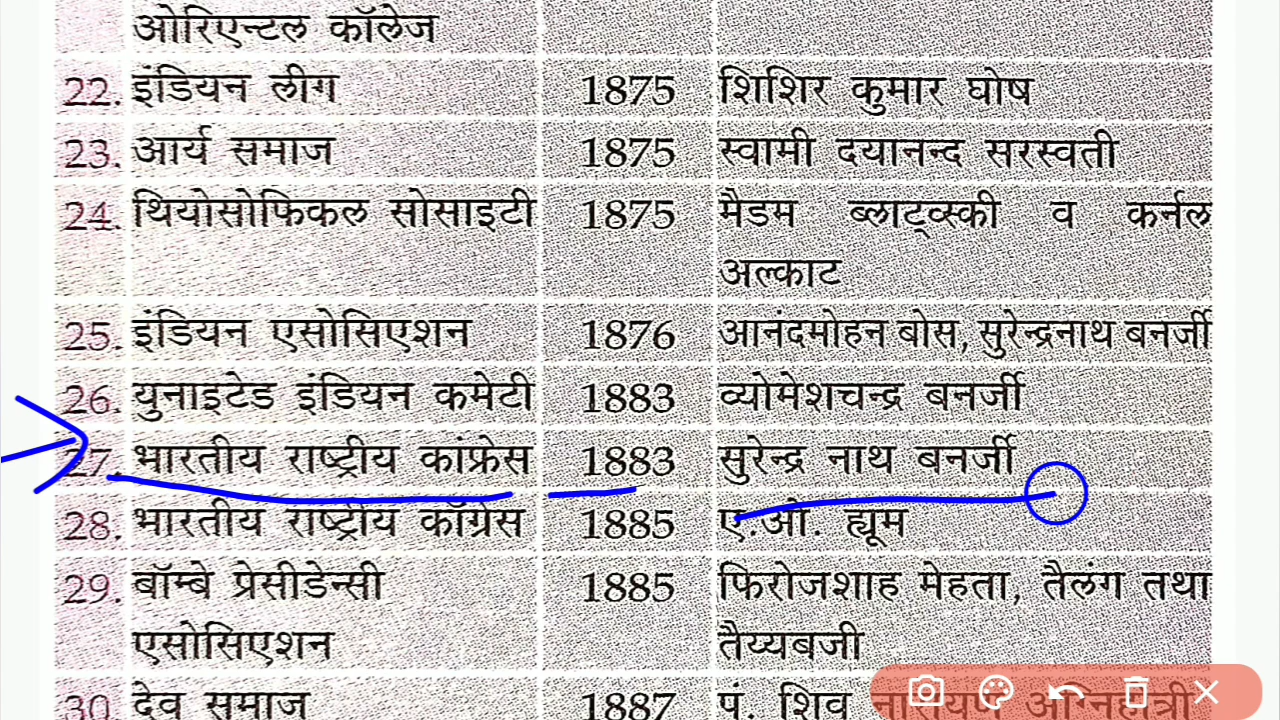 ओरिएन्टल कॉलेज
22. इंडियन लीग 1875 शिशिर कुमार घोष
23. आर्य समाज 1875 स्वामी दयानन्द सरस्वती
24. थियोसोफिकल सोसाइटी 1875 मैडम ब्लाट्व्स्की व कर्नल
अल्काट
25. इंडियन एसोसिएशन 1876 आनंदमोहन बोस, सुरेन्द्रनाथ बनर्जी
26. युनाइटेड इंडियन कमेटी 1883 व्योमेशचन्द्र बनर्जी
27. भारतीय राष्ट्रीय कांफ्रेस 1883 सुरेन्द्र नाथ बनर्जी
28. भारतीय राष्ट्रीय कॉग्रेस 1885 ए.ओ. ह्यूम
29. बॉम्बे प्रेसीडेन्सी 1885 फिरोजशाह मेहता, तैलंग तथा
एसोसिएशन तैय्यबजी
30. देव समाज 1887 पं. शिव नारायण अग्निहोत्री